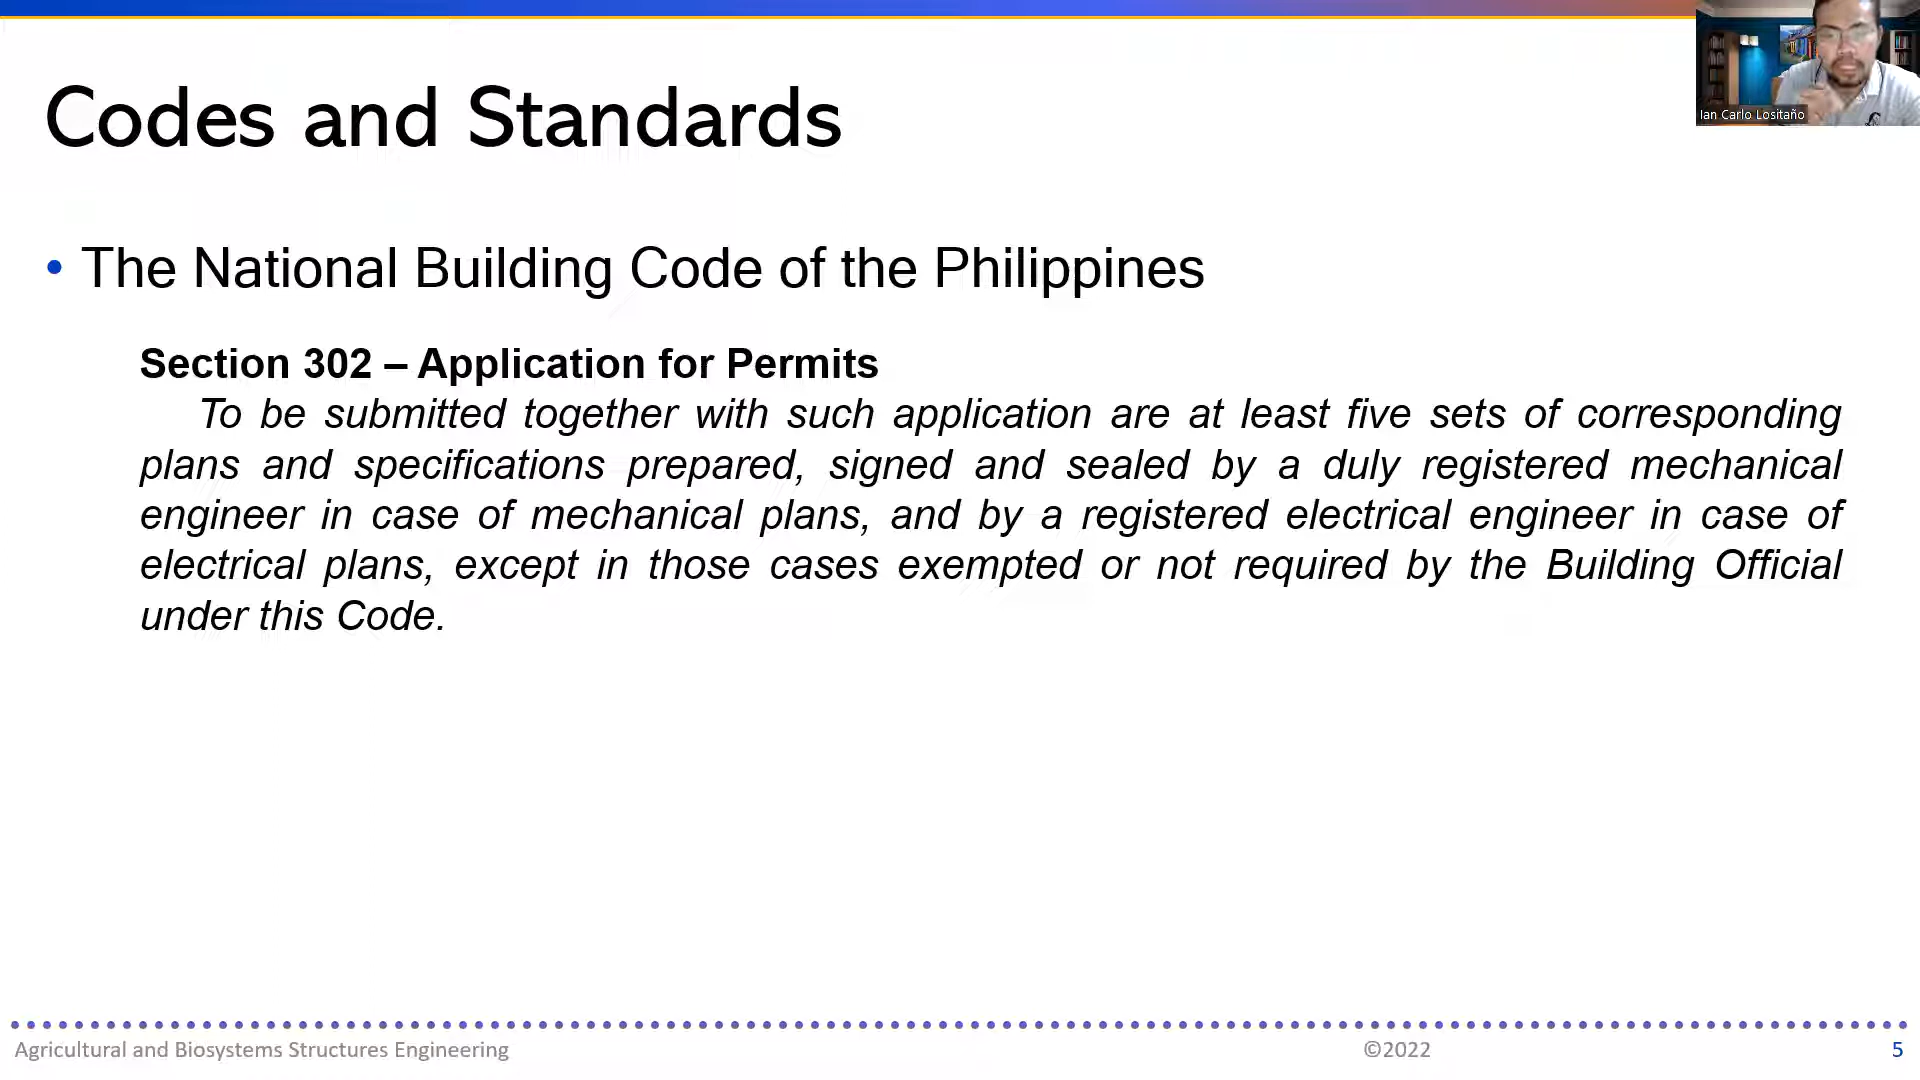 Codes and Standards
Ian Carlo Lositaño
• The National Building Code of the Philippines
Section 302 – Application for Permits
To be submitted together with such application are at least five sets of corresponding
plans and specifications prepared, signed and sealed by a duly registered mechanical
engineer in case of mechanical plans, and by a registered electrical engineer in case of
electrical plans, except in those cases exempted or not required by the Building Official
under this Code.
Agricultural and Biosystems Structures Engineering
©2022
5